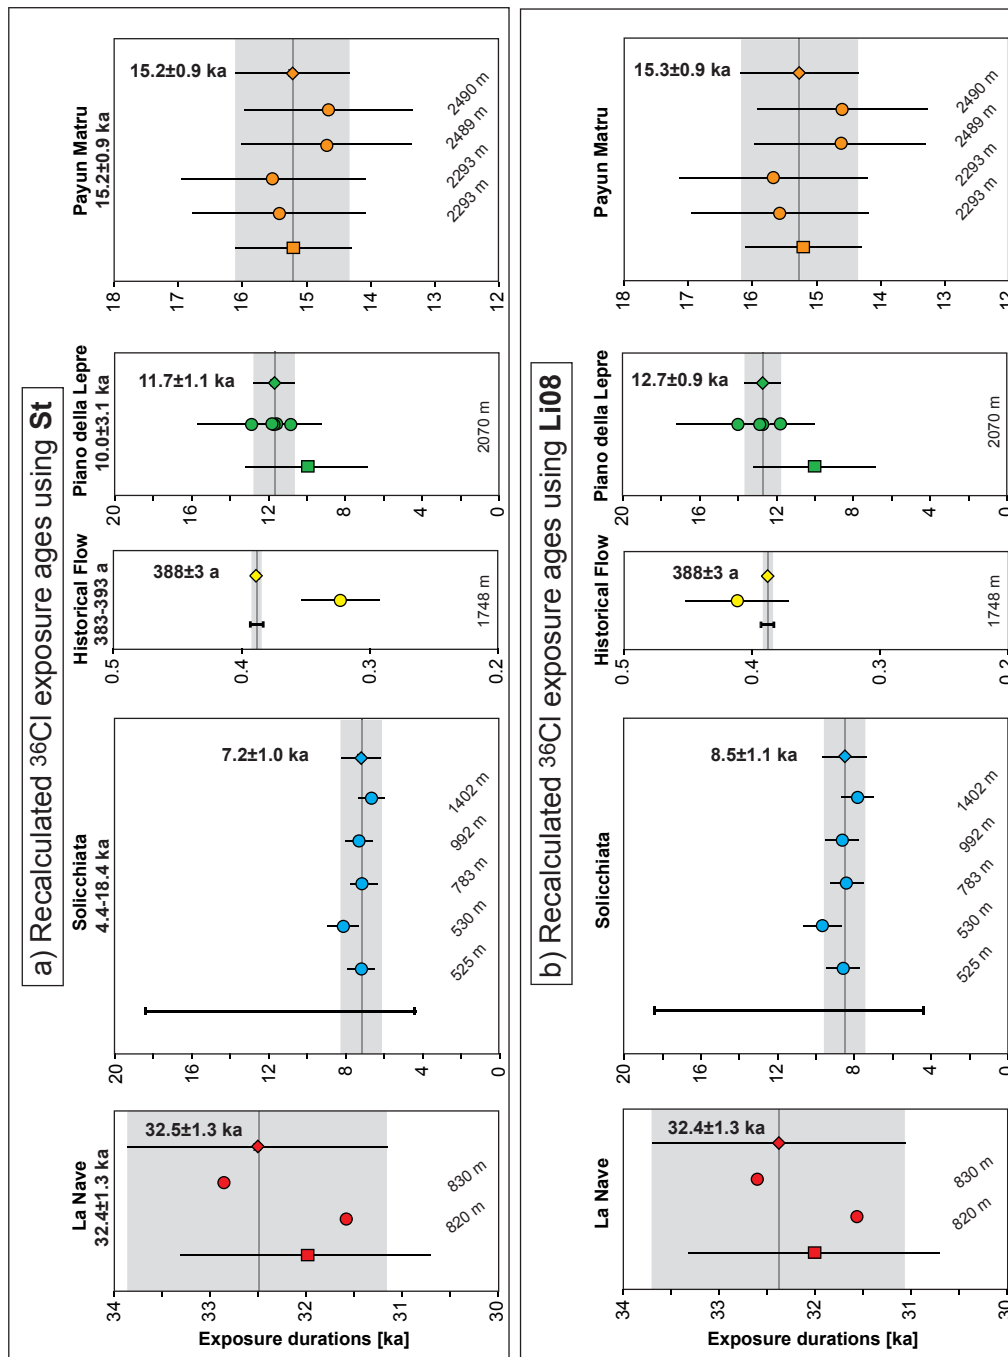 a) Recalculated ³⁶Cl exposure ages using St
Exposure durations [ka]
La Nave
32.4±1.3 ka
34
33
32
31
30
32.5±1.3 ka
820 m
830 m
Solicchiata
4.4-18.4 ka
20
16
12
8
4
0
7.2±1.0 ka
525 m
530 m
783 m
992 m
1402 m
Historical Flow
383-393 a
0.5
0.4
0.3
0.2
388±3 a
1748 m
Piano della Lepre
10.0±3.1 ka
20
16
12
8
4
0
11.7±1.1 ka
2070 m
Payun Matru
15.2±0.9 ka
18
17
16
15
14
13
12
15.2±0.9 ka
2293 m
2293 m
2489 m
2490 m
b) Recalculated ³⁶Cl exposure ages using Li08
Exposure durations [ka]
La Nave
34
33
32
31
30
32.4±1.3 ka
820 m
830 m
Solicchiata
20
16
12
8
4
0
8.5±1.1 ka
525 m
530 m
783 m
992 m
1402 m
Historical Flow
0.5
0.4
0.3
0.2
388±3 a
1748 m
Piano della Lepre
20
16
12
8
4
0
12.7±0.9 ka
2070 m
Payun Matru
18
17
16
15
14
13
12
15.3±0.9 ka
2293 m
2293 m
2489 m
2490 m